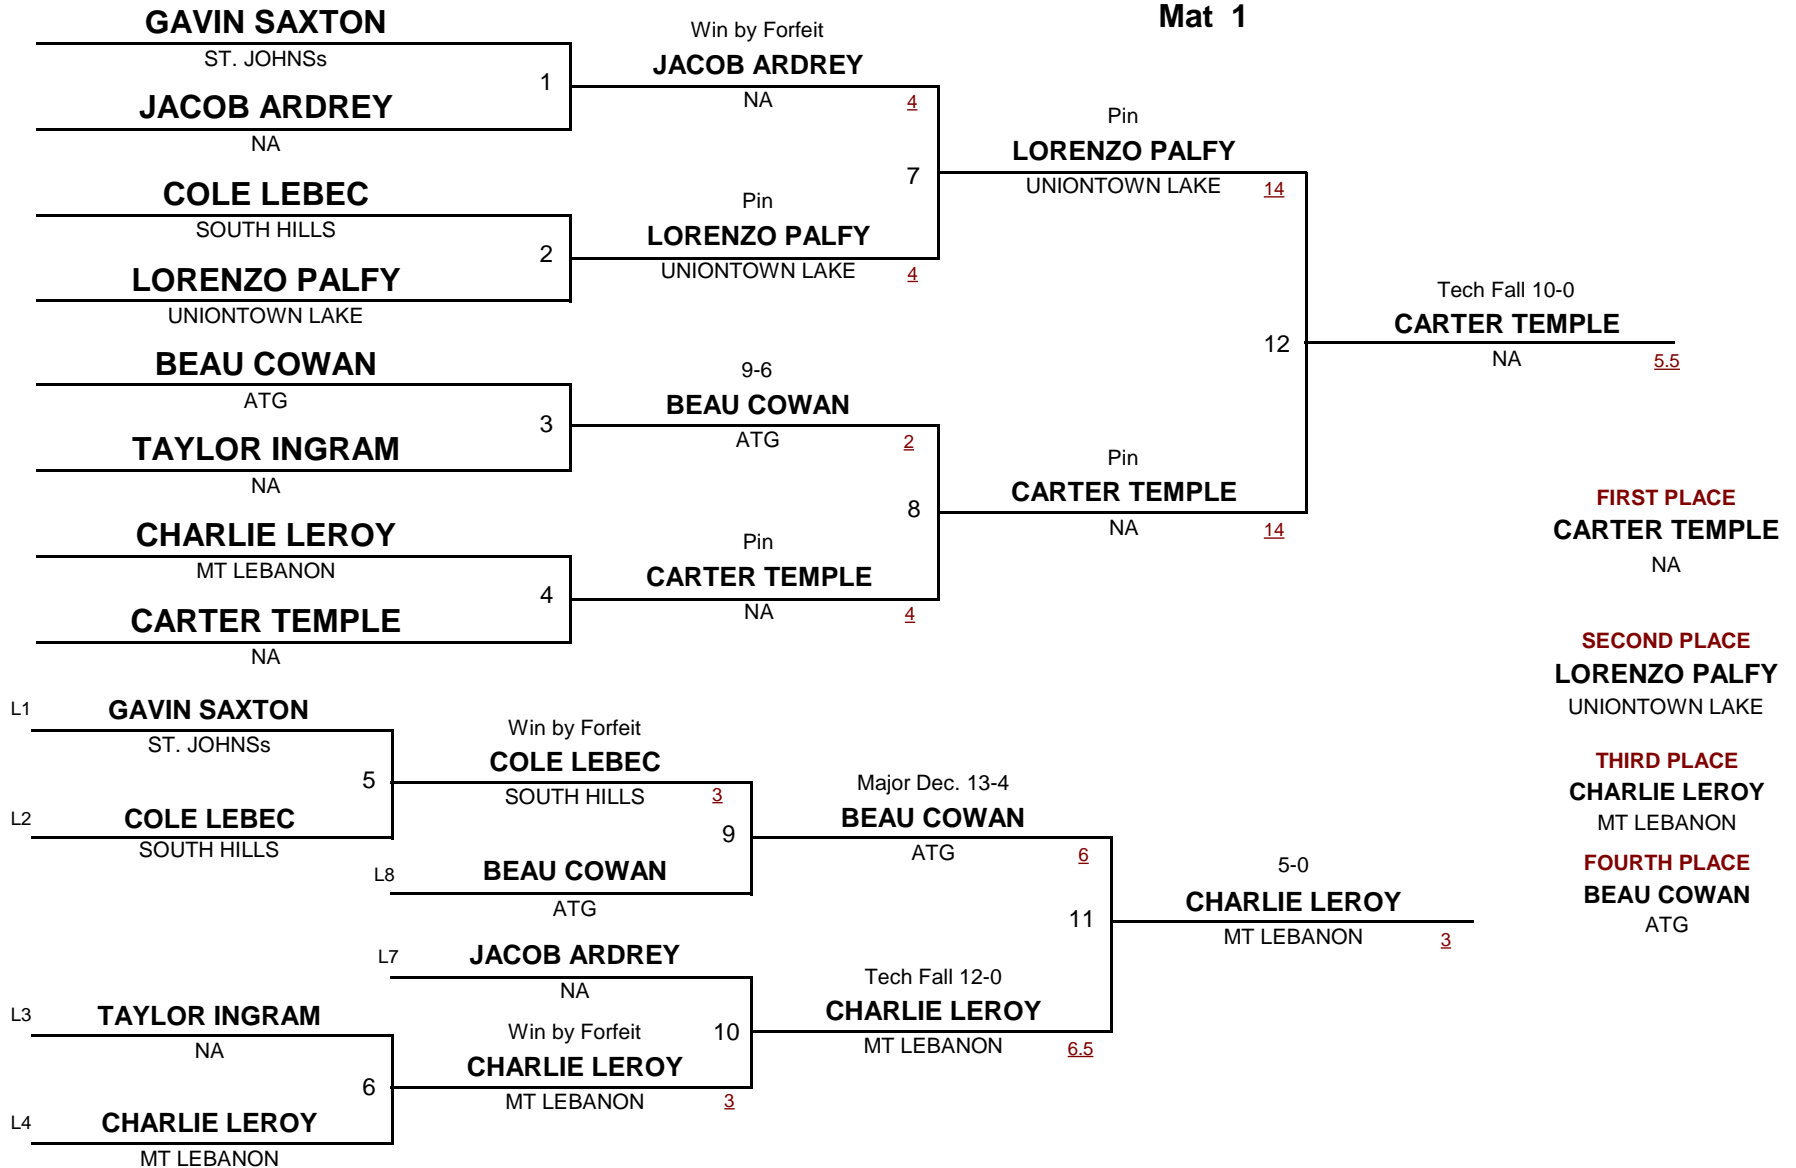 Mat 1
GAVIN SAXTON
ST. JOHNSs
1
JACOB ARDREY
NA
COLE LEBEC
SOUTH HILLS
2
LORENZO PALFY
UNIONTOWN LAKE
BEAU COWAN
ATG
3
TAYLOR INGRAM
NA
CHARLIE LEROY
MT LEBANON
4
CARTER TEMPLE
NA
Win by Forfeit
JACOB ARDREY
NA 4
7
Pin
LORENZO PALFY
UNIONTOWN LAKE 4
9-6
BEAU COWAN
ATG 2
8
Pin
CARTER TEMPLE
NA 4
Pin
LORENZO PALFY
UNIONTOWN LAKE 14
12
Pin
CARTER TEMPLE
NA 14
Tech Fall 10-0
CARTER TEMPLE
NA 5.5
FIRST PLACE
CARTER TEMPLE
NA
SECOND PLACE
LORENZO PALFY
UNIONTOWN LAKE
THIRD PLACE
CHARLIE LEROY
MT LEBANON
FOURTH PLACE
BEAU COWAN
ATG
L1 GAVIN SAXTON
ST. JOHNSs
5
L2 COLE LEBEC
SOUTH HILLS
Win by Forfeit
COLE LEBEC
SOUTH HILLS 3
9
L8 BEAU COWAN
ATG
L7 JACOB ARDREY
NA
10
L3 TAYLOR INGRAM
NA
6
L4 CHARLIE LEROY
MT LEBANON
Win by Forfeit
CHARLIE LEROY
MT LEBANON 3
Major Dec. 13-4
BEAU COWAN
ATG 6
11
Tech Fall 12-0
CHARLIE LEROY
MT LEBANON 6.5
5-0
CHARLIE LEROY
MT LEBANON 3